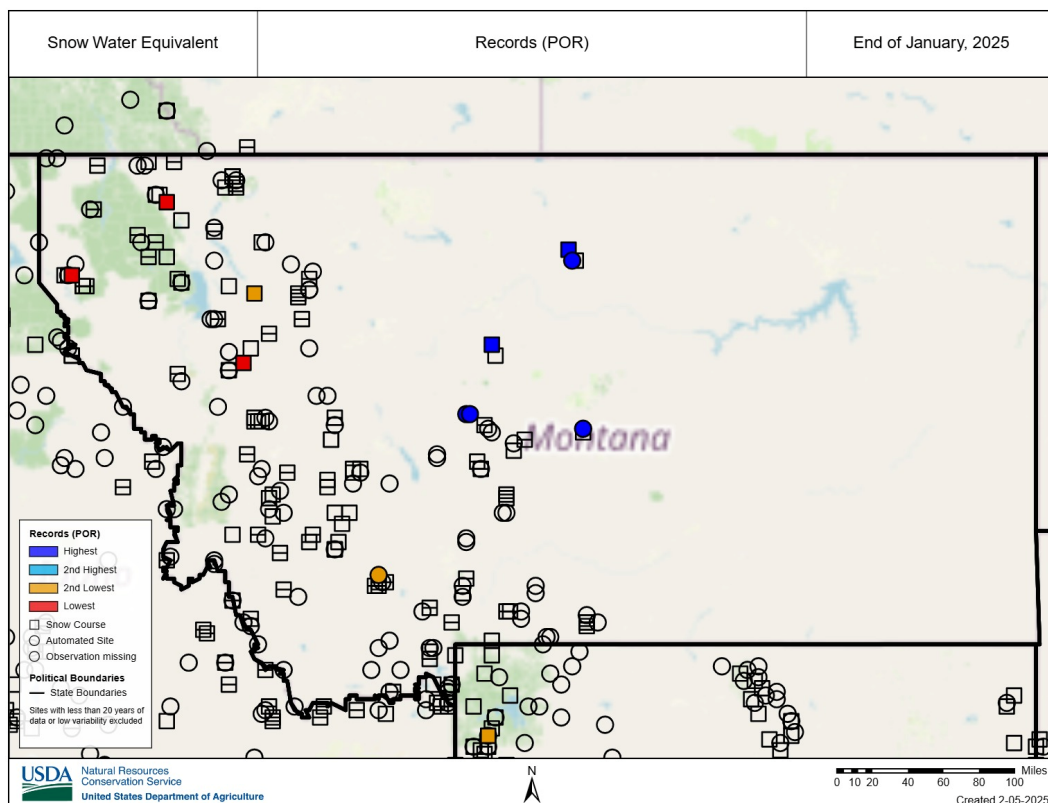 Snow Water Equivalent
Records (POR)
End of January, 2025
Montana
Records (POR)
Highest
2nd Highest
2nd Lowest
Lowest
Snow Course
Automated Site
Observation missing
Political Boundaries
State Boundaries
Sites with less than 20 years of
data or low variability excluded
USDA
Natural Resources
Conservation Service
United States Department of Agriculture
N
Miles
0 10 20 40 60 80 100
Created 2-05-2025